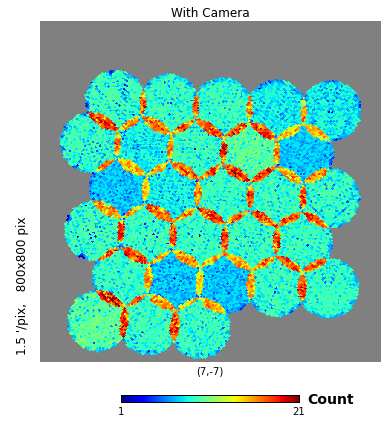 With Camera
1.5 '/pix,   800x800 pix
(7,-7)
Count
1
21